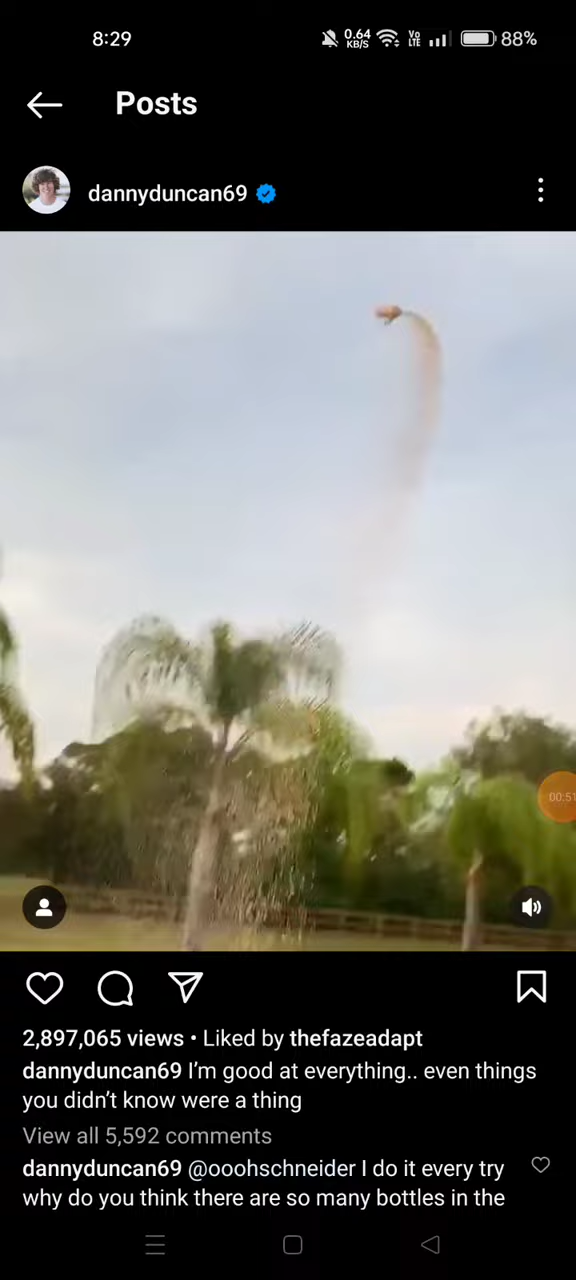 8:29 0.64 KB/S Vo LTE 88%
Posts
dannyduncan69
00:51
2,897,065 views • Liked by thefazeadapt
dannyduncan69 I'm good at everything.. even things
you didn't know were a thing
View all 5,592 comments
dannyduncan69 @ooohschneider I do it every try
why do you think there are so many bottles in the